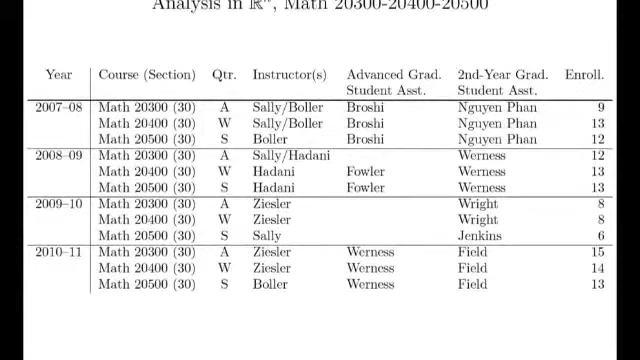 Analysis in ℝⁿ, Math 20300-20400-20500
Year Course (Section) Qtr. Instructor(s) Advanced Grad. 2nd-Year Grad. Enroll.
Student Asst. Student Asst.
2007–08 Math 20300 (30) A Sally/Boller Broshi Nguyen Phan 9
Math 20400 (30) W Sally/Boller Broshi Nguyen Phan 13
Math 20500 (30) S Boller Broshi Nguyen Phan 12
2008–09 Math 20300 (30) A Sally/Hadani Werness 12
Math 20400 (30) W Hadani Fowler Werness 13
Math 20500 (30) S Hadani Fowler Werness 13
2009–10 Math 20300 (30) A Ziesler Wright 8
Math 20400 (30) W Ziesler Wright 8
Math 20500 (30) S Sally Jenkins 6
2010–11 Math 20300 (30) A Ziesler Werness Field 15
Math 20400 (30) W Ziesler Werness Field 14
Math 20500 (30) S Boller Werness Field 13